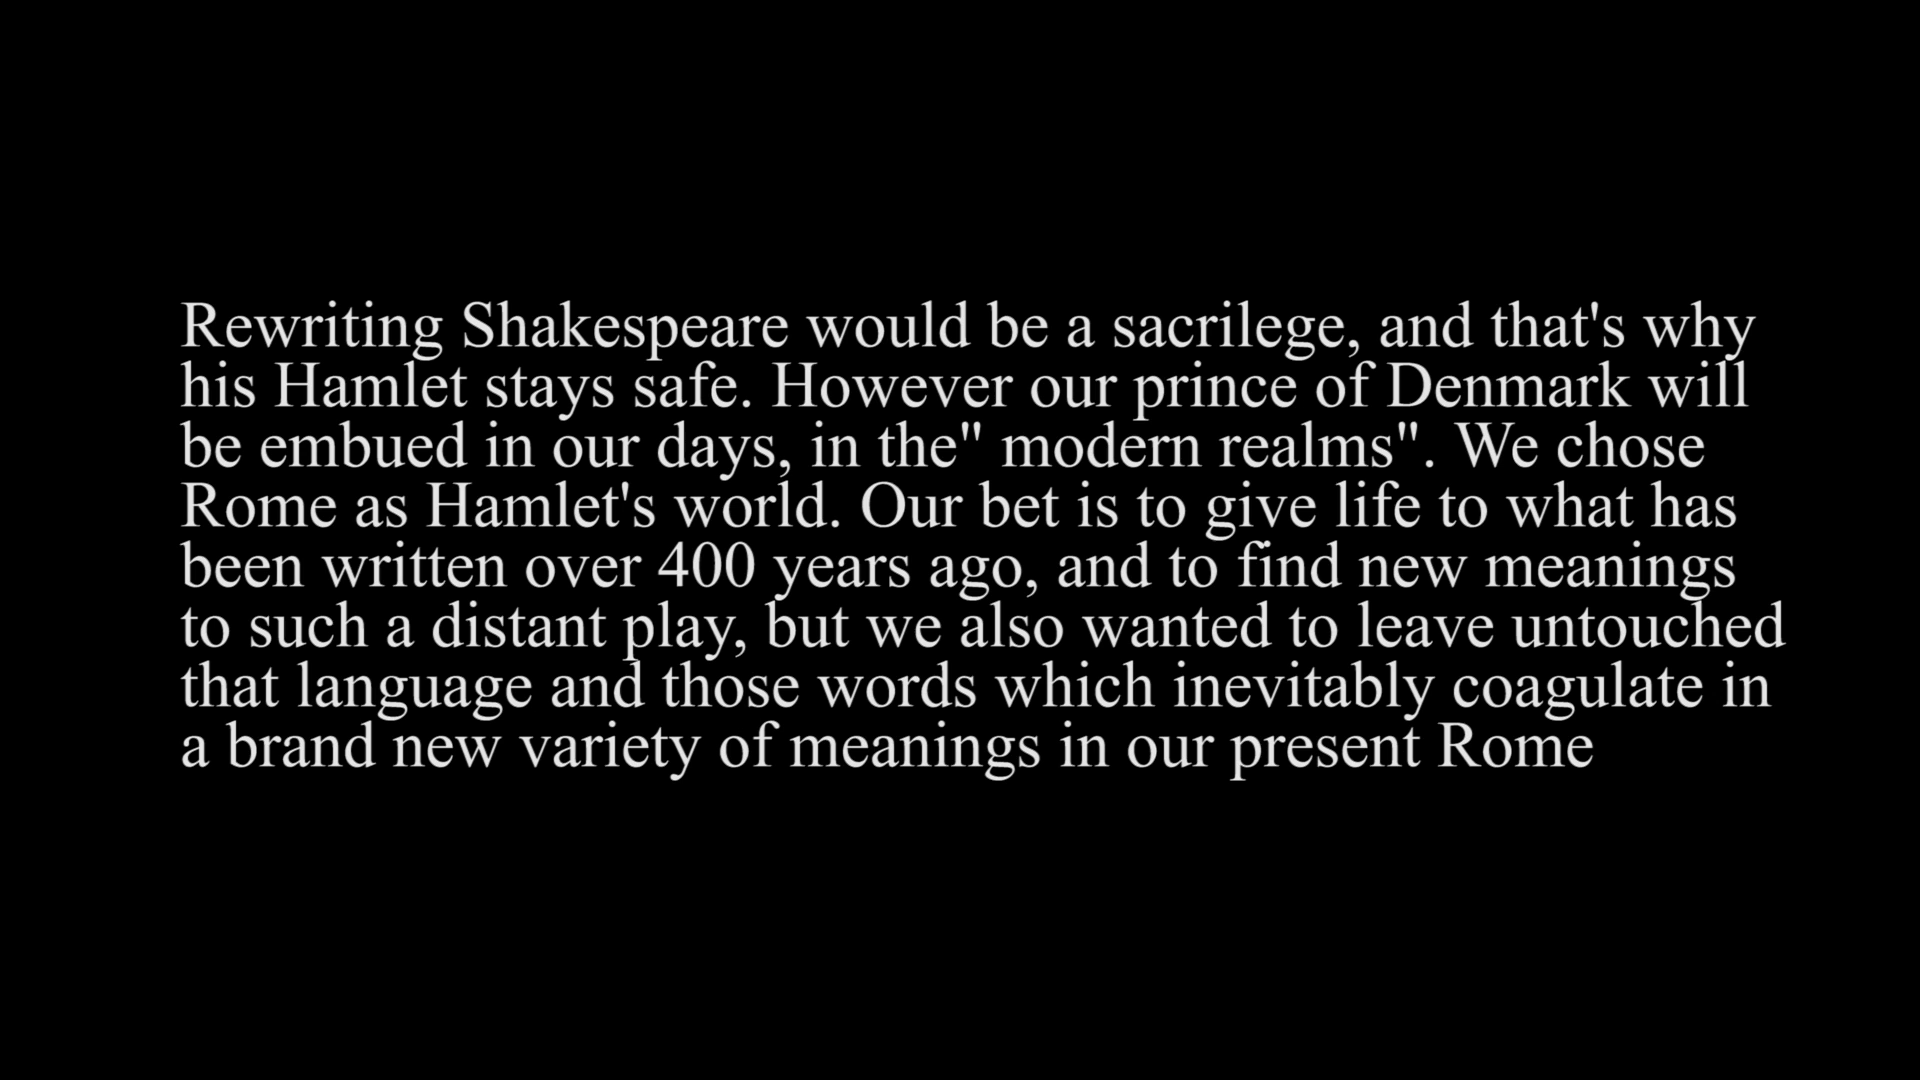 Rewriting Shakespeare would be a sacrilege, and that's why
his Hamlet stays safe. However our prince of Denmark will
be embued in our days, in the" modern realms". We chose
Rome as Hamlet's world. Our bet is to give life to what has
been written over 400 years ago, and to find new meanings
to such a distant play, but we also wanted to leave untouched
that language and those words which inevitably coagulate in
a brand new variety of meanings in our present Rome